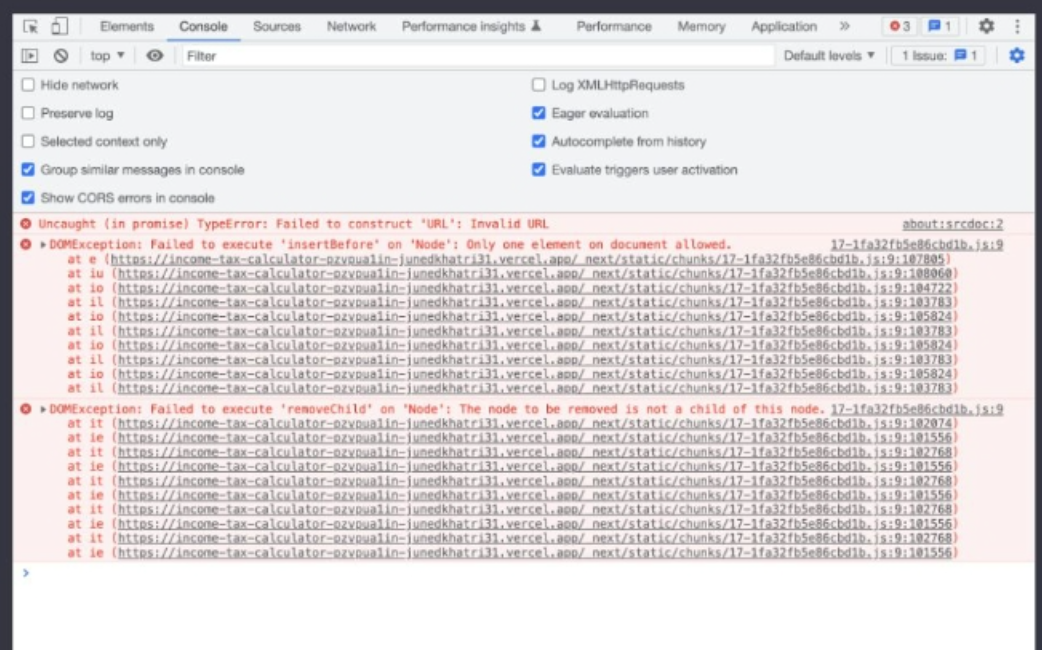 Elements Console Sources Network Performance insights Performance Memory Application » 3 1
top ▼ Filter Default levels ▼ 1 Issue: 1
Hide network Log XMLHttpRequests
Preserve log Eager evaluation
Selected context only Autocomplete from history
Group similar messages in console Evaluate triggers user activation
Show CORS errors in console
Uncaught (in promise) TypeError: Failed to construct 'URL': Invalid URL about:srcdoc:2
▶DOMException: Failed to execute 'insertBefore' on 'Node': Only one element on document allowed. 17-1fa32fb5e86cbd1b.js:9
at e (https://income-tax-calculator-pzvpua1in-junedkhatri31.vercel.app/_next/static/chunks/17-1fa32fb5e86cbd1b.js:9:107805)
at iu (https://income-tax-calculator-pzvpua1in-junedkhatri31.vercel.app/_next/static/chunks/17-1fa32fb5e86cbd1b.js:9:108060)
at io (https://income-tax-calculator-pzvpua1in-junedkhatri31.vercel.app/_next/static/chunks/17-1fa32fb5e86cbd1b.js:9:104722)
at il (https://income-tax-calculator-pzvpua1in-junedkhatri31.vercel.app/_next/static/chunks/17-1fa32fb5e86cbd1b.js:9:103783)
at io (https://income-tax-calculator-pzvpua1in-junedkhatri31.vercel.app/_next/static/chunks/17-1fa32fb5e86cbd1b.js:9:105824)
at il (https://income-tax-calculator-pzvpua1in-junedkhatri31.vercel.app/_next/static/chunks/17-1fa32fb5e86cbd1b.js:9:103783)
at io (https://income-tax-calculator-pzvpua1in-junedkhatri31.vercel.app/_next/static/chunks/17-1fa32fb5e86cbd1b.js:9:105824)
at il (https://income-tax-calculator-pzvpua1in-junedkhatri31.vercel.app/_next/static/chunks/17-1fa32fb5e86cbd1b.js:9:103783)
at io (https://income-tax-calculator-pzvpua1in-junedkhatri31.vercel.app/_next/static/chunks/17-1fa32fb5e86cbd1b.js:9:105824)
at il (https://income-tax-calculator-pzvpua1in-junedkhatri31.vercel.app/_next/static/chunks/17-1fa32fb5e86cbd1b.js:9:103783)
▶DOMException: Failed to execute 'removeChild' on 'Node': The node to be removed is not a child of this node. 17-1fa32fb5e86cbd1b.js:9
at it (https://income-tax-calculator-pzvpua1in-junedkhatri31.vercel.app/_next/static/chunks/17-1fa32fb5e86cbd1b.js:9:102074)
at ie (https://income-tax-calculator-pzvpua1in-junedkhatri31.vercel.app/_next/static/chunks/17-1fa32fb5e86cbd1b.js:9:101556)
at it (https://income-tax-calculator-pzvpua1in-junedkhatri31.vercel.app/_next/static/chunks/17-1fa32fb5e86cbd1b.js:9:102768)
at ie (https://income-tax-calculator-pzvpua1in-junedkhatri31.vercel.app/_next/static/chunks/17-1fa32fb5e86cbd1b.js:9:101556)
at it (https://income-tax-calculator-pzvpua1in-junedkhatri31.vercel.app/_next/static/chunks/17-1fa32fb5e86cbd1b.js:9:102768)
at ie (https://income-tax-calculator-pzvpua1in-junedkhatri31.vercel.app/_next/static/chunks/17-1fa32fb5e86cbd1b.js:9:101556)
at it (https://income-tax-calculator-pzvpua1in-junedkhatri31.vercel.app/_next/static/chunks/17-1fa32fb5e86cbd1b.js:9:102768)
at ie (https://income-tax-calculator-pzvpua1in-junedkhatri31.vercel.app/_next/static/chunks/17-1fa32fb5e86cbd1b.js:9:101556)
at it (https://income-tax-calculator-pzvpua1in-junedkhatri31.vercel.app/_next/static/chunks/17-1fa32fb5e86cbd1b.js:9:102768)
at ie (https://income-tax-calculator-pzvpua1in-junedkhatri31.vercel.app/_next/static/chunks/17-1fa32fb5e86cbd1b.js:9:101556)